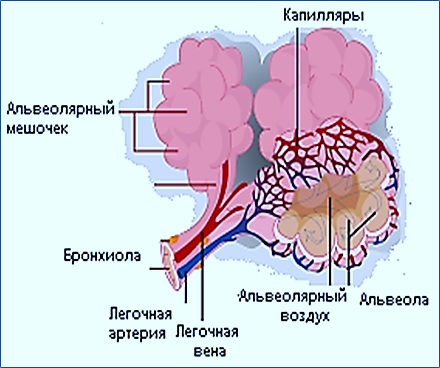 Капилляры
Альвеолярный
мешочек
Бронхиола
Легочная
артерия
Легочная
вена
Альвеолярный
воздух
Альвеола